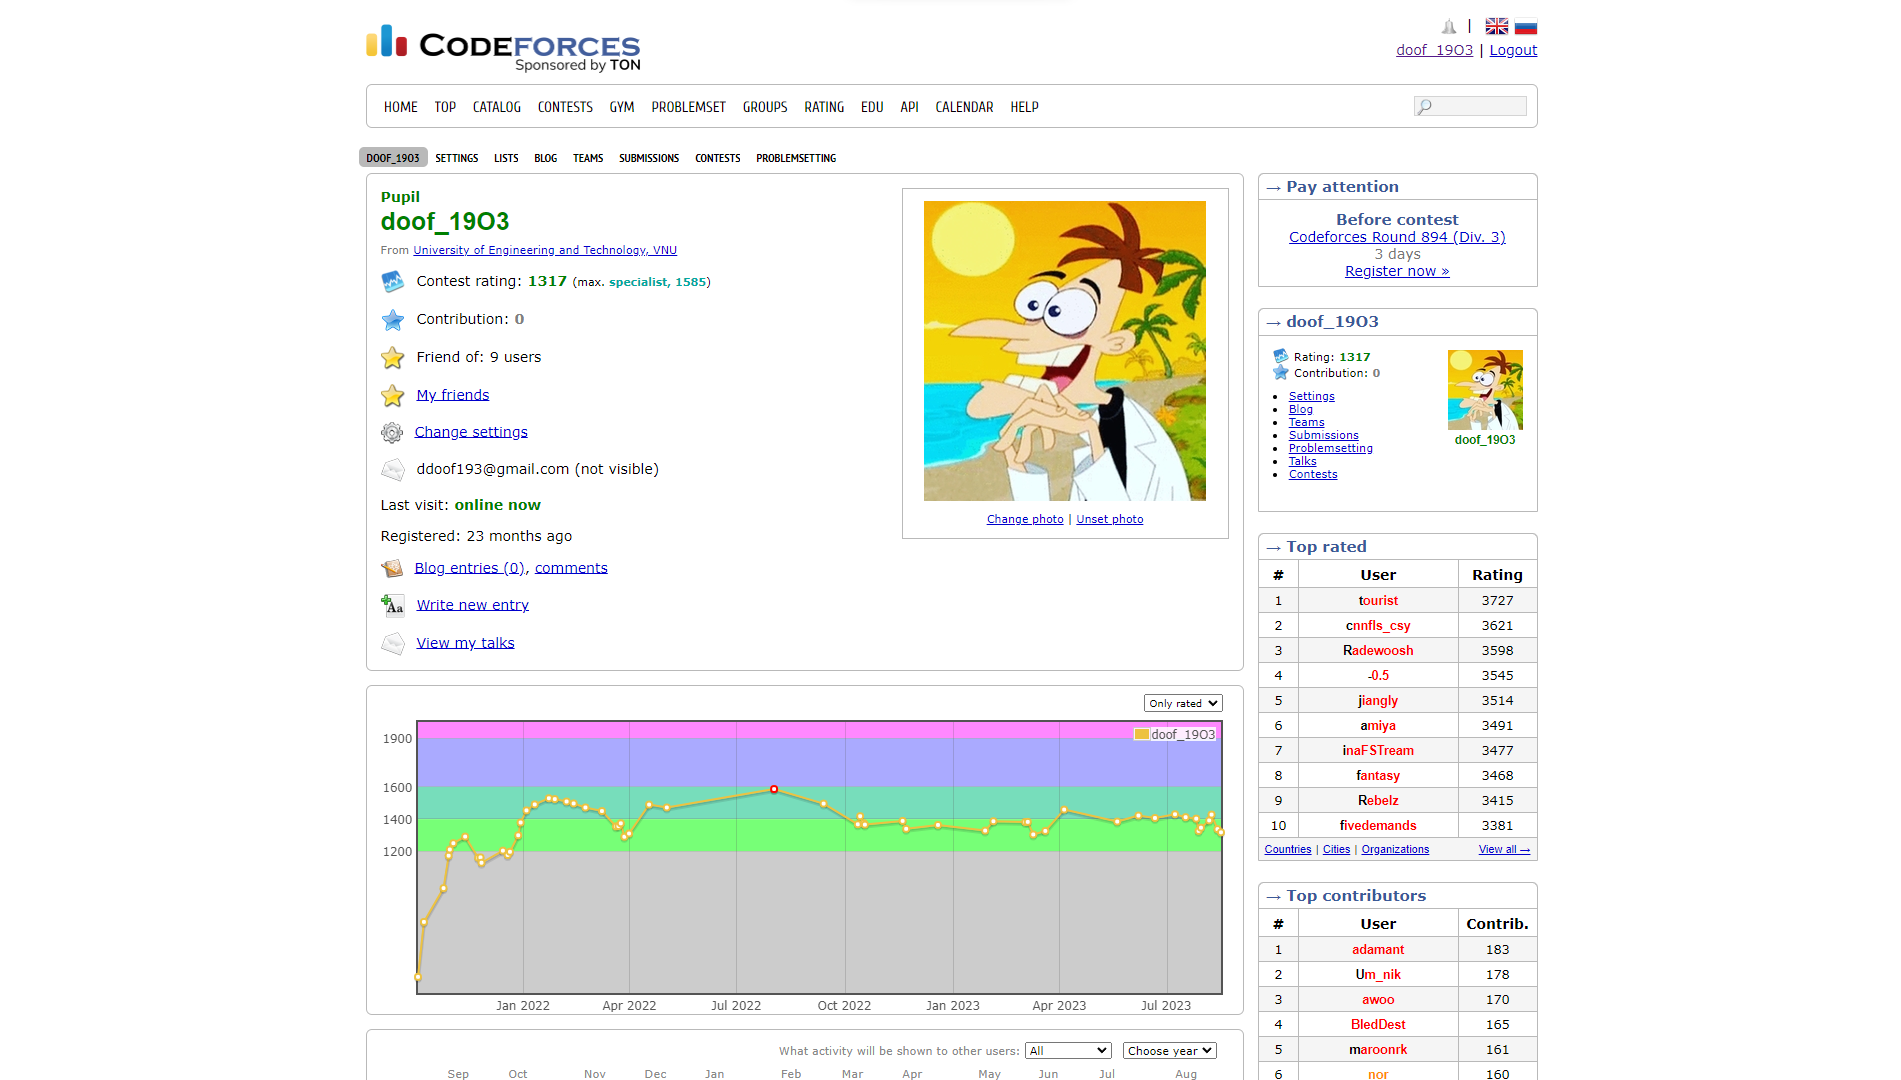 CODEFORCES
Sponsored by TON
|
doof_19O3 | Logout
HOME TOP CATALOG CONTESTS GYM PROBLEMSET GROUPS RATING EDU API CALENDAR HELP
DOOF_19O3 SETTINGS LISTS BLOG TEAMS SUBMISSIONS CONTESTS PROBLEMSETTING
Pupil
doof_19O3
From University of Engineering and Technology, VNU
Contest rating: 1317 (max. specialist, 1585)
Contribution: 0
Friend of: 9 users
My friends
Change settings
ddoof193@gmail.com (not visible)
Last visit: online now
Registered: 23 months ago
Blog entries (0), comments
Write new entry
View my talks
Change photo | Unset photo
Only rated
doof_19O3
1900
1600
1400
1200
Jan 2022 Apr 2022 Jul 2022 Oct 2022 Jan 2023 Apr 2023 Jul 2023
What activity will be shown to other users: All Choose year
Sep Oct Nov Dec Jan Feb Mar Apr May Jun Jul Aug
→ Pay attention
Before contest
Codeforces Round 894 (Div. 3)
3 days
Register now »
→ doof_19O3
Rating: 1317
Contribution: 0
Settings
Blog
Teams
Submissions
Problemsetting
Talks
Contests
doof_19O3
→ Top rated
# User Rating
1 tourist 3727
2 cnnfls_csy 3621
3 Radewoosh 3598
4 -0.5 3545
5 jiangly 3514
6 amiya 3491
7 inaFSTream 3477
8 fantasy 3468
9 Rebelz 3415
10 fivedemands 3381
Countries | Cities | Organizations View all →
→ Top contributors
# User Contrib.
1 adamant 183
2 Um_nik 178
3 awoo 170
4 BledDest 165
5 maroonrk 161
6 nor 160